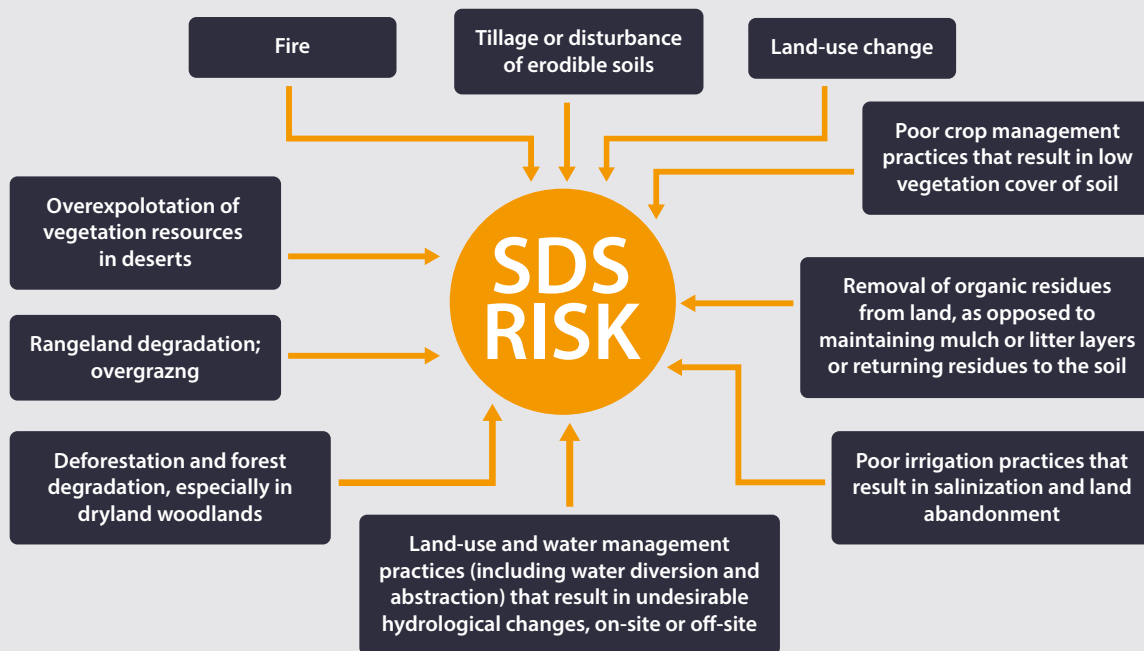 Fire
Tillage or disturbance
of erodible soils
Land-use change
Poor crop management
practices that result in low
vegetation cover of soil
Overexpolotation of
vegetation resources
in deserts
SDS
RISK
Removal of organic residues
from land, as opposed to
maintaining mulch or litter layers
or returning residues to the soil
Rangeland degradation;
overgrazng
Deforestation and forest
degradation, especially in
dryland woodlands
Poor irrigation practices that
result in salinization and land
abandonment
Land-use and water management
practices (including water diversion and
abstraction) that result in undesirable
hydrological changes, on-site or off-site